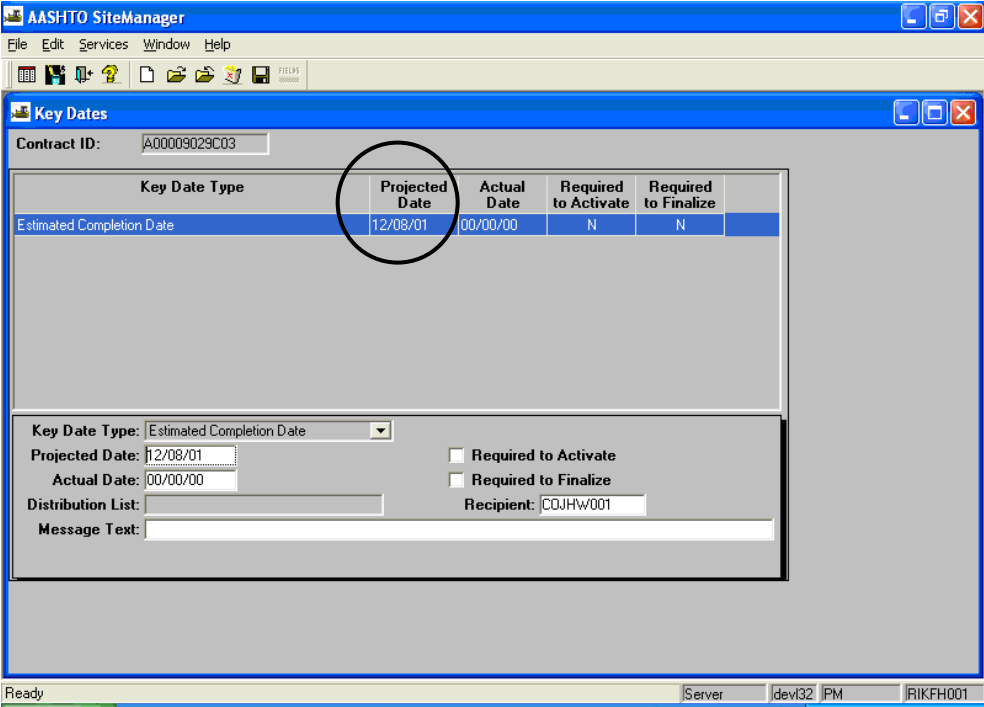 AASHTO SiteManager
File Edit Services Window Help
FIELDS
Key Dates
Contract ID: A00009029C03
Key Date Type Projected Date Actual Date Required to Activate Required to Finalize
Estimated Completion Date 12/08/01 00/00/00 N N
Key Date Type: Estimated Completion Date
Projected Date: 12/08/01 Required to Activate
Actual Date: 00/00/00 Required to Finalize
Distribution List: Recipient: COJHW001
Message Text:
Ready Server devl32 PM RIKFH001